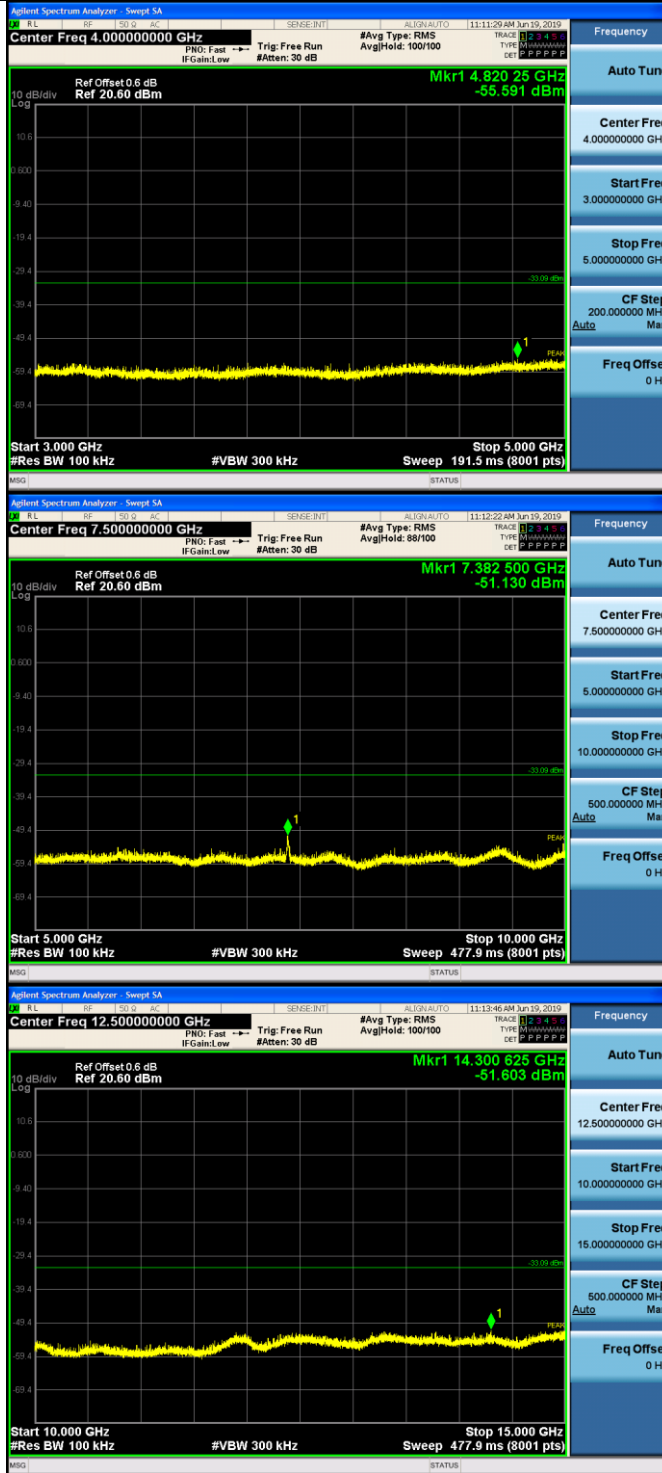 Agilent Spectrum Analyzer - Swept SA
RL RF 50 Ω AC SENSE:INT ALIGNAUTO 11:11:29 AM Jun 19, 2019
Center Freq 4.000000000 GHz #Avg Type: RMS TRACE 1 2 3 4 5 6
PNO: Fast Trig: Free Run Avg|Hold: 100/100 TYPE M
IFGain:Low #Atten: 30 dB DET P P P P P P
Frequency
Mkr1 4.820 25 GHz
Ref Offset 0.6 dB
10 dB/div Ref 20.60 dBm -55.591 dBm
Log
10.6
0.600
-9.40
-19.4
-29.4
-33.09 dBm
-39.4
-49.4
1
PEAK
-59.4
-69.4
Start 3.000 GHz Stop 5.000 GHz
#Res BW 100 kHz #VBW 300 kHz Sweep 191.5 ms (8001 pts)
MSG STATUS
Auto Tun
Center Fre
4.000000000 GH
Start Fre
3.000000000 GH
Stop Fre
5.000000000 GH
CF Ste
200.000000 MH
Auto Ma
Freq Offse
0 H
Agilent Spectrum Analyzer - Swept SA
RL RF 50 Ω AC SENSE:INT ALIGNAUTO 11:12:22 AM Jun 19, 2019
Center Freq 7.500000000 GHz #Avg Type: RMS TRACE 1 2 3 4 5 6
PNO: Fast Trig: Free Run Avg|Hold: 88/100 TYPE M
IFGain:Low #Atten: 30 dB DET P P P P P P
Frequency
Mkr1 7.382 500 GHz
Ref Offset 0.6 dB
10 dB/div Ref 20.60 dBm -51.130 dBm
Log
10.6
0.600
-9.40
-19.4
-29.4
-33.09 dBm
-39.4
-49.4
1
PEAK
-59.4
-69.4
Start 5.000 GHz Stop 10.000 GHz
#Res BW 100 kHz #VBW 300 kHz Sweep 477.9 ms (8001 pts)
MSG STATUS
Auto Tun
Center Fre
7.500000000 GH
Start Fre
5.000000000 GH
Stop Fre
10.000000000 GH
CF Ste
500.000000 MH
Auto Ma
Freq Offse
0 H
Agilent Spectrum Analyzer - Swept SA
RL RF 50 Ω AC SENSE:INT ALIGNAUTO 11:13:46 AM Jun 19, 2019
Center Freq 12.500000000 GHz #Avg Type: RMS TRACE 1 2 3 4 5 6
PNO: Fast Trig: Free Run Avg|Hold: 100/100 TYPE M
IFGain:Low #Atten: 30 dB DET P P P P P P
Frequency
Mkr1 14.300 625 GHz
Ref Offset 0.6 dB
10 dB/div Ref 20.60 dBm -51.603 dBm
Log
10.6
0.600
-9.40
-19.4
-29.4
-33.09 dBm
-39.4
-49.4
1
PEAK
-59.4
-69.4
Start 10.000 GHz Stop 15.000 GHz
#Res BW 100 kHz #VBW 300 kHz Sweep 477.9 ms (8001 pts)
MSG STATUS
Auto Tun
Center Fre
12.500000000 GH
Start Fre
10.000000000 GH
Stop Fre
15.000000000 GH
CF Ste
500.000000 MH
Auto Ma
Freq Offse
0 H